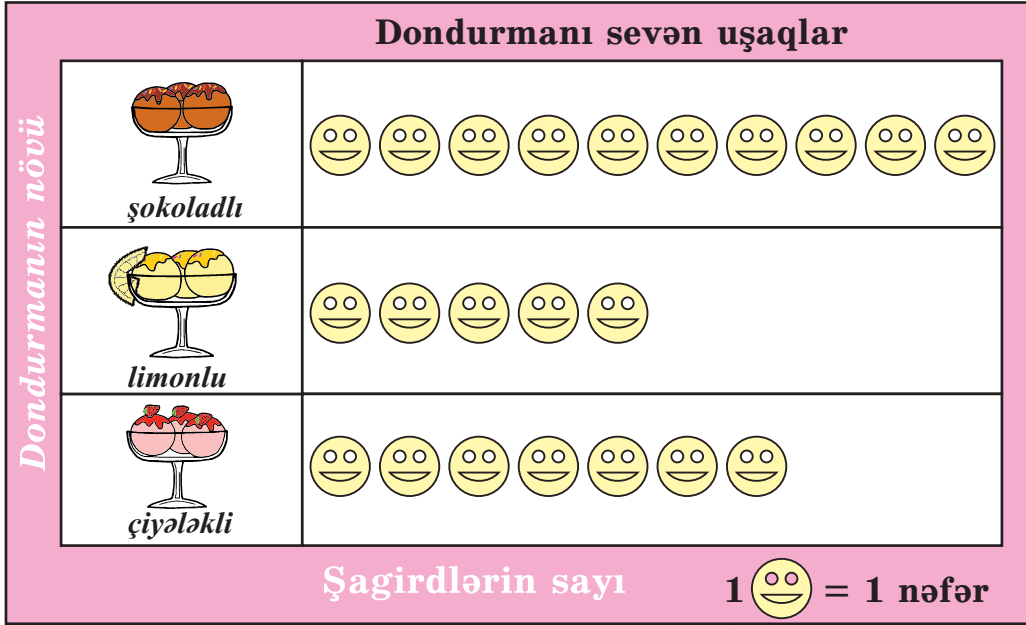 Dondurmanı sevən uşaqlar
Dondurmanın növü
şokoladlı
limonlu
çiyələkli
Şagirdlərin sayı
1 = 1 nəfər